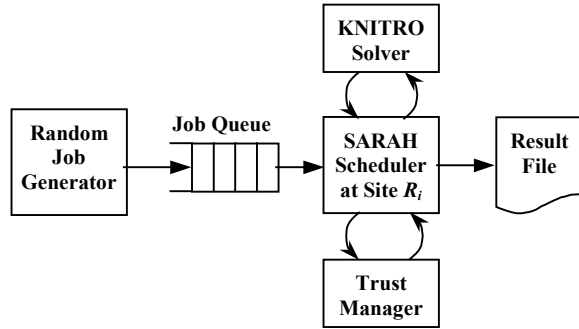 KNITRO
Solver
Random
Job
Generator
Job Queue
SARAH
Scheduler
at Site Ri
Result
File
Trust
Manager